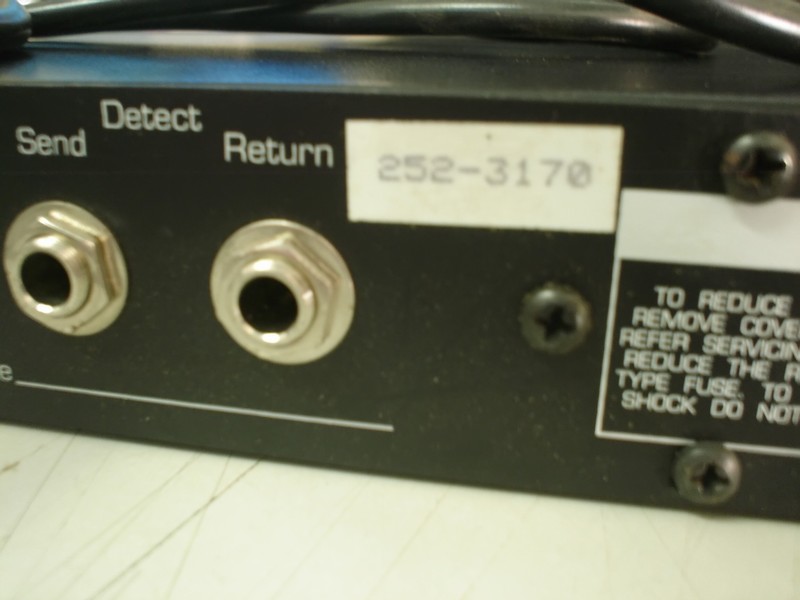 Detect
Send
Return
252-3170
TO REDUCE
REMOVE COVE
REFER SERVICIN
REDUCE THE R
TYPE FUSE. TO
SHOCK DO NOT
e